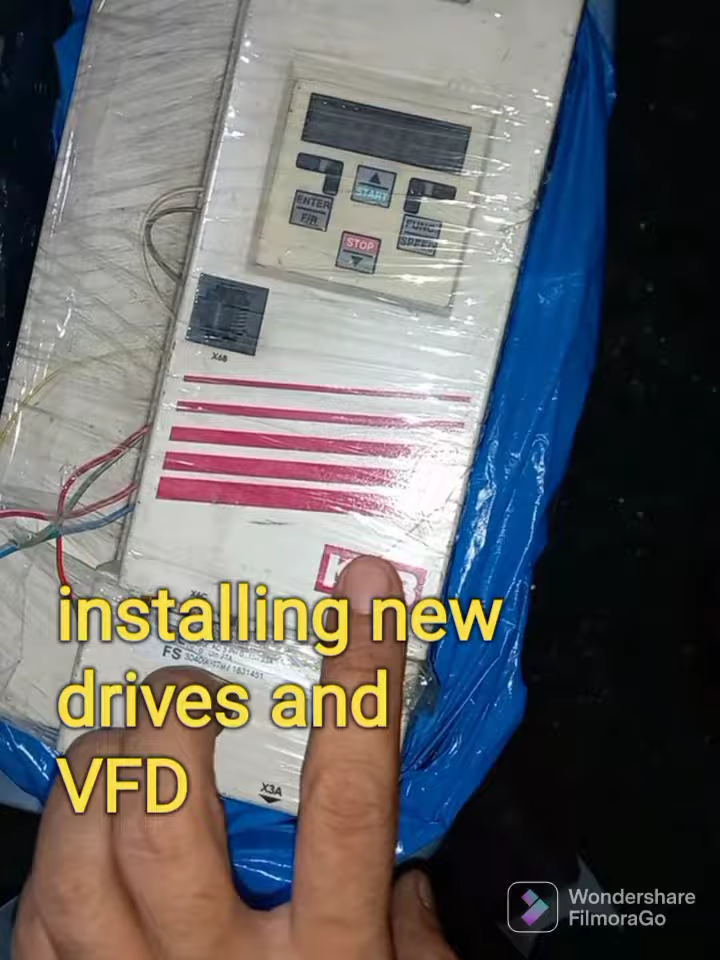 START
ENTER
F/R
FUNC
SPEED
STOP
X6B
installing new
FS
drives and
VFD
X3A
Wondershare
FilmoraGo